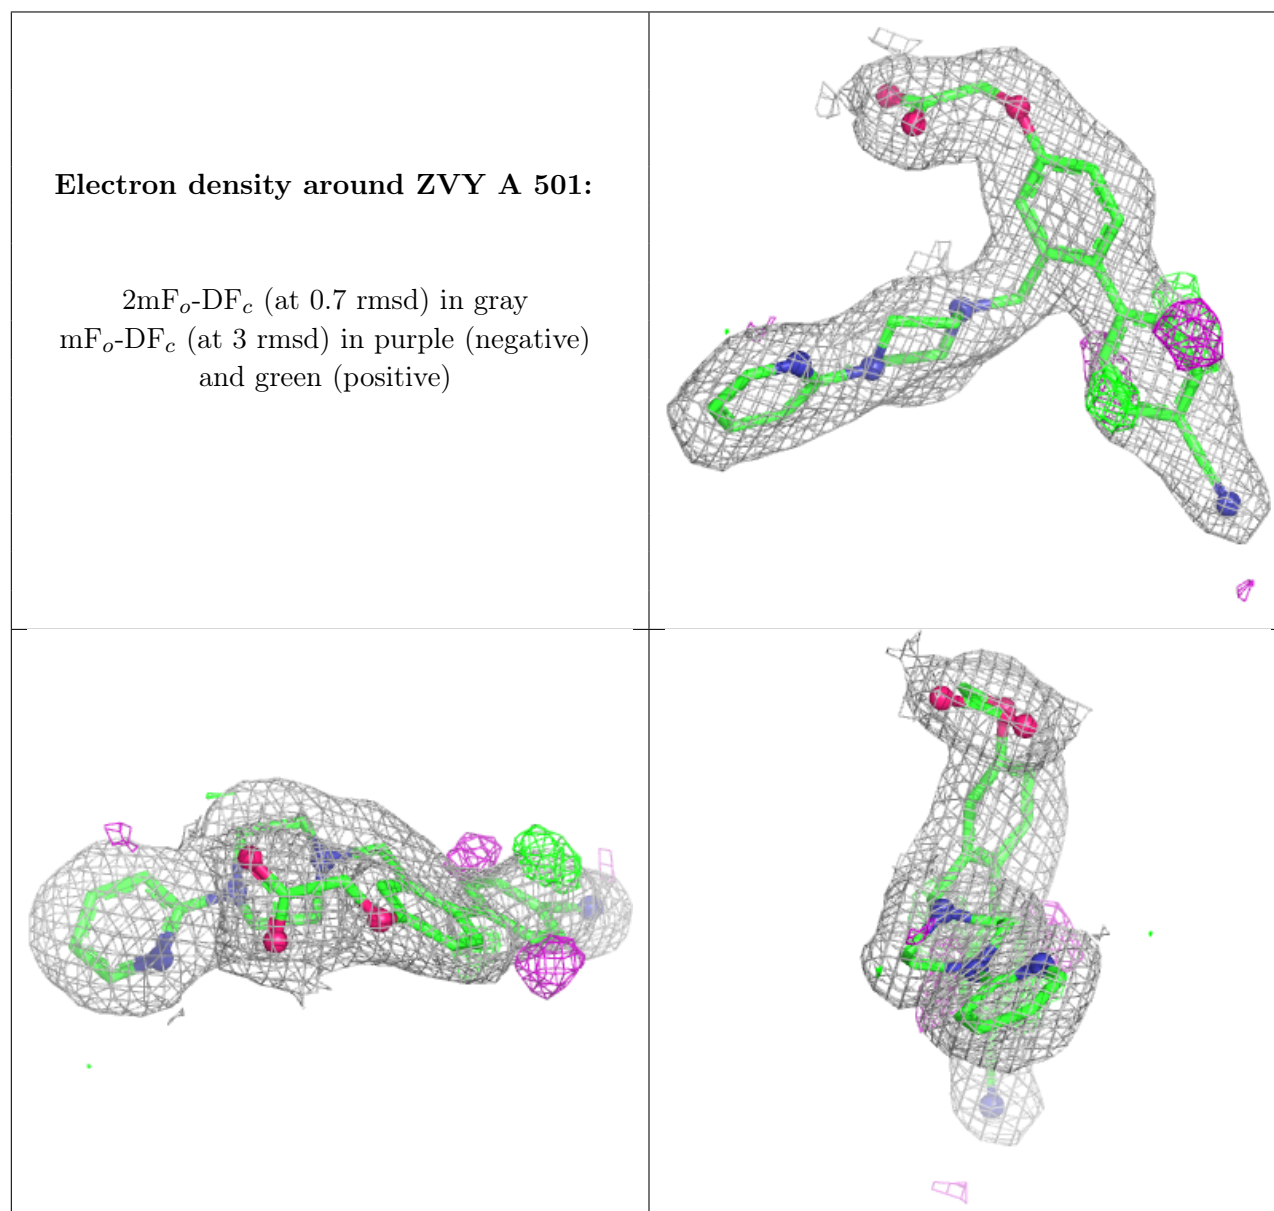 Electron density around ZVY A 501:
2mFo-DFc (at 0.7 rmsd) in gray
mFo-DFc (at 3 rmsd) in purple (negative)
and green (positive)